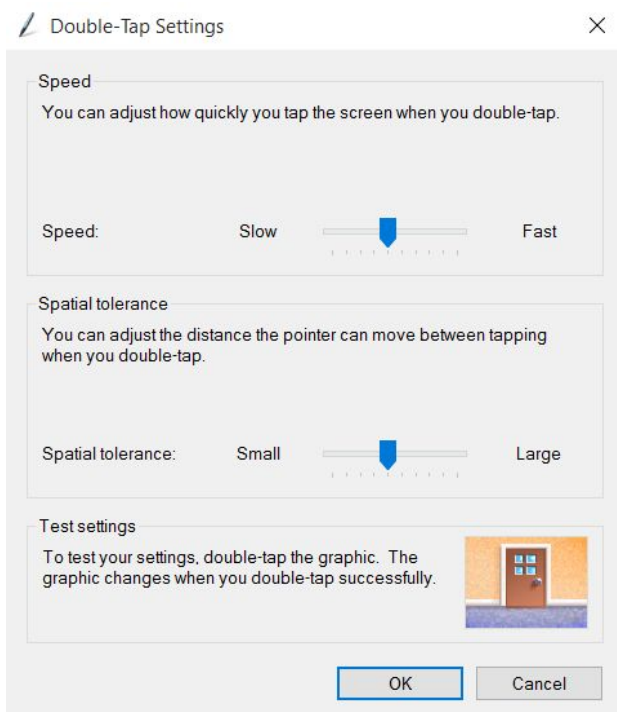 Double-Tap Settings
Speed
You can adjust how quickly you tap the screen when you double-tap.
Speed: Slow Fast
Spatial tolerance
You can adjust the distance the pointer can move between tapping
when you double-tap.
Spatial tolerance: Small Large
Test settings
To test your settings, double-tap the graphic. The
graphic changes when you double-tap successfully.
OK Cancel